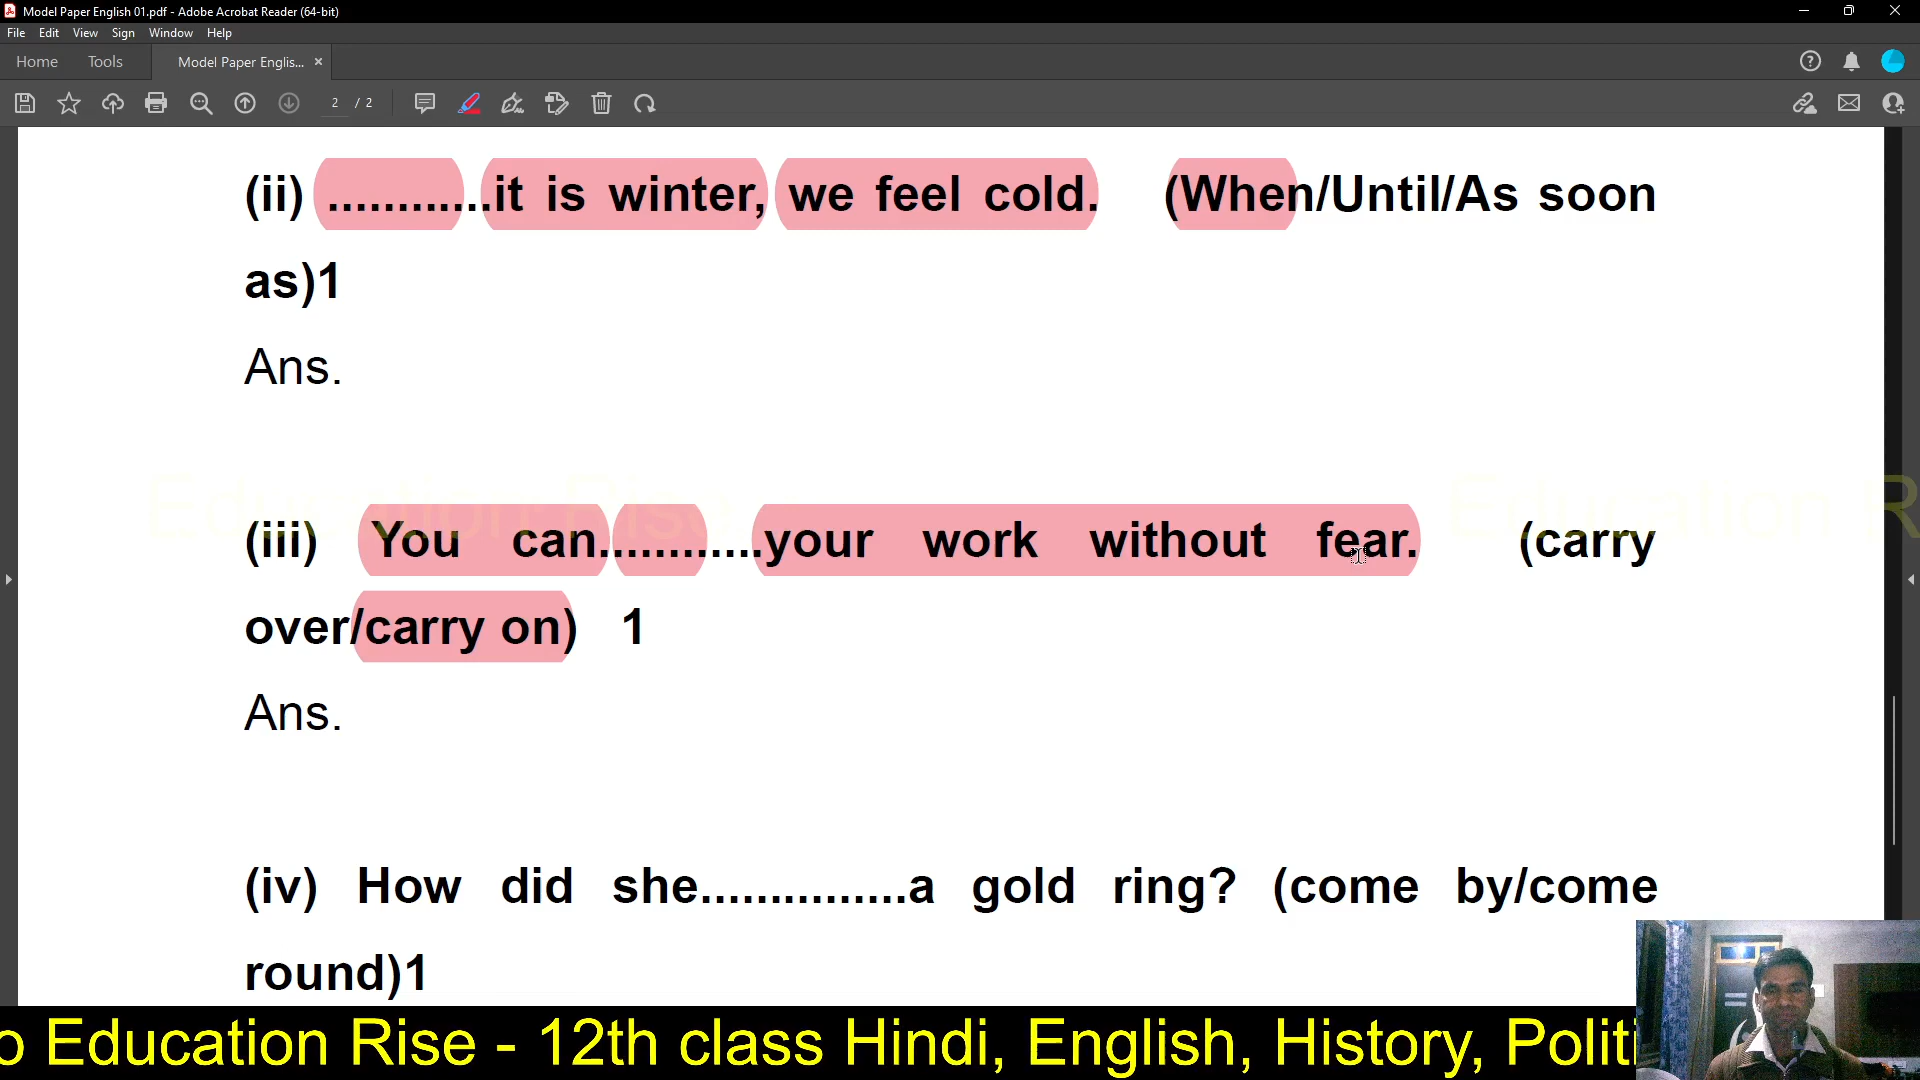 Model Paper English 01.pdf - Adobe Acrobat Reader (64-bit)
File Edit View Sign Window Help
Home Tools Model Paper Englis... ×
2 / 2
(ii) ............it is winter, we feel cold. (When/Until/As soon
as)1
Ans.
Education Rise Education R
(iii) You can............your work without fear. (carry
over/carry on) 1
Ans.
(iv) How did she...............a gold ring? (come by/come
round)1
o Education Rise - 12th class Hindi, English, History, Politi